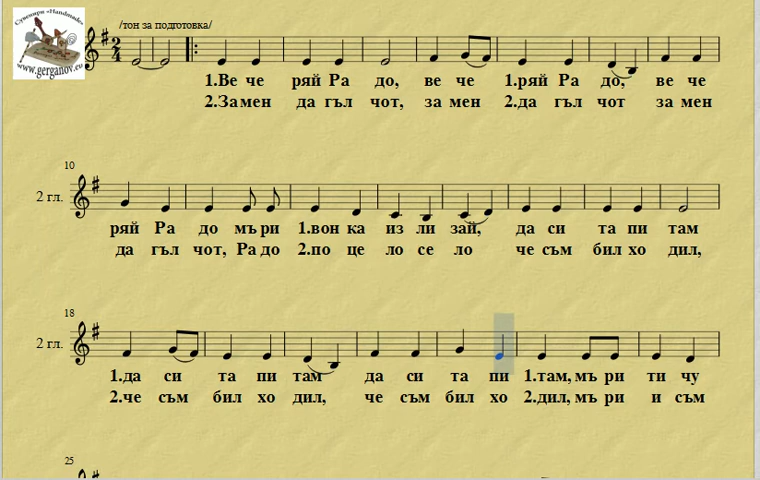 Сувенири «Handmade»
www.gerganov.eu
/тон за подготовка/
2 4
1.Ве че ряй Ра до, ве че 1.ряй Ра до, ве че
2.Замен да гъл чот, за мен 2.да гъл чот за мен
10
2 гл.
ряй Ра до мъ ри 1.вон ка из ли зай, да си та пи там
да гъл чот, Ра до 2.по це ло се ло че съм бил хо дил,
18
2 гл.
1.да си та пи там да си та пи 1.там, мъ ри ти чу
2.че съм бил хо дил, че съм бил хо 2.дил, мъ ри и съм
25